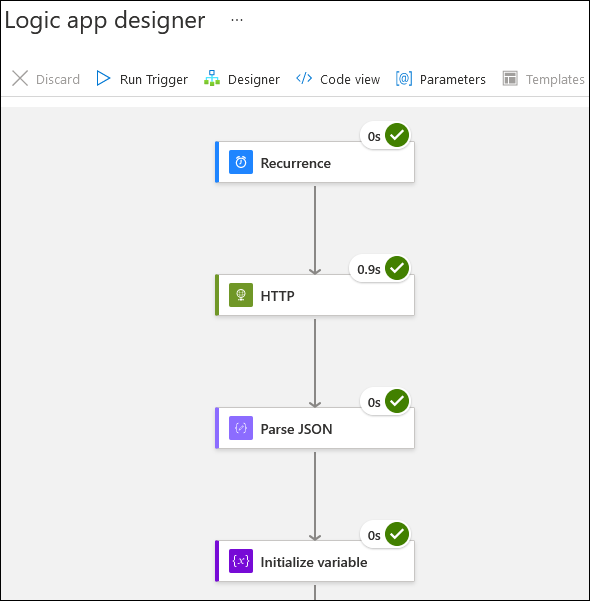 Logic app designer ...
Discard Run Trigger Designer Code view Parameters Templates
0s
Recurrence
0.9s
HTTP
0s
Parse JSON
0s
Initialize variable